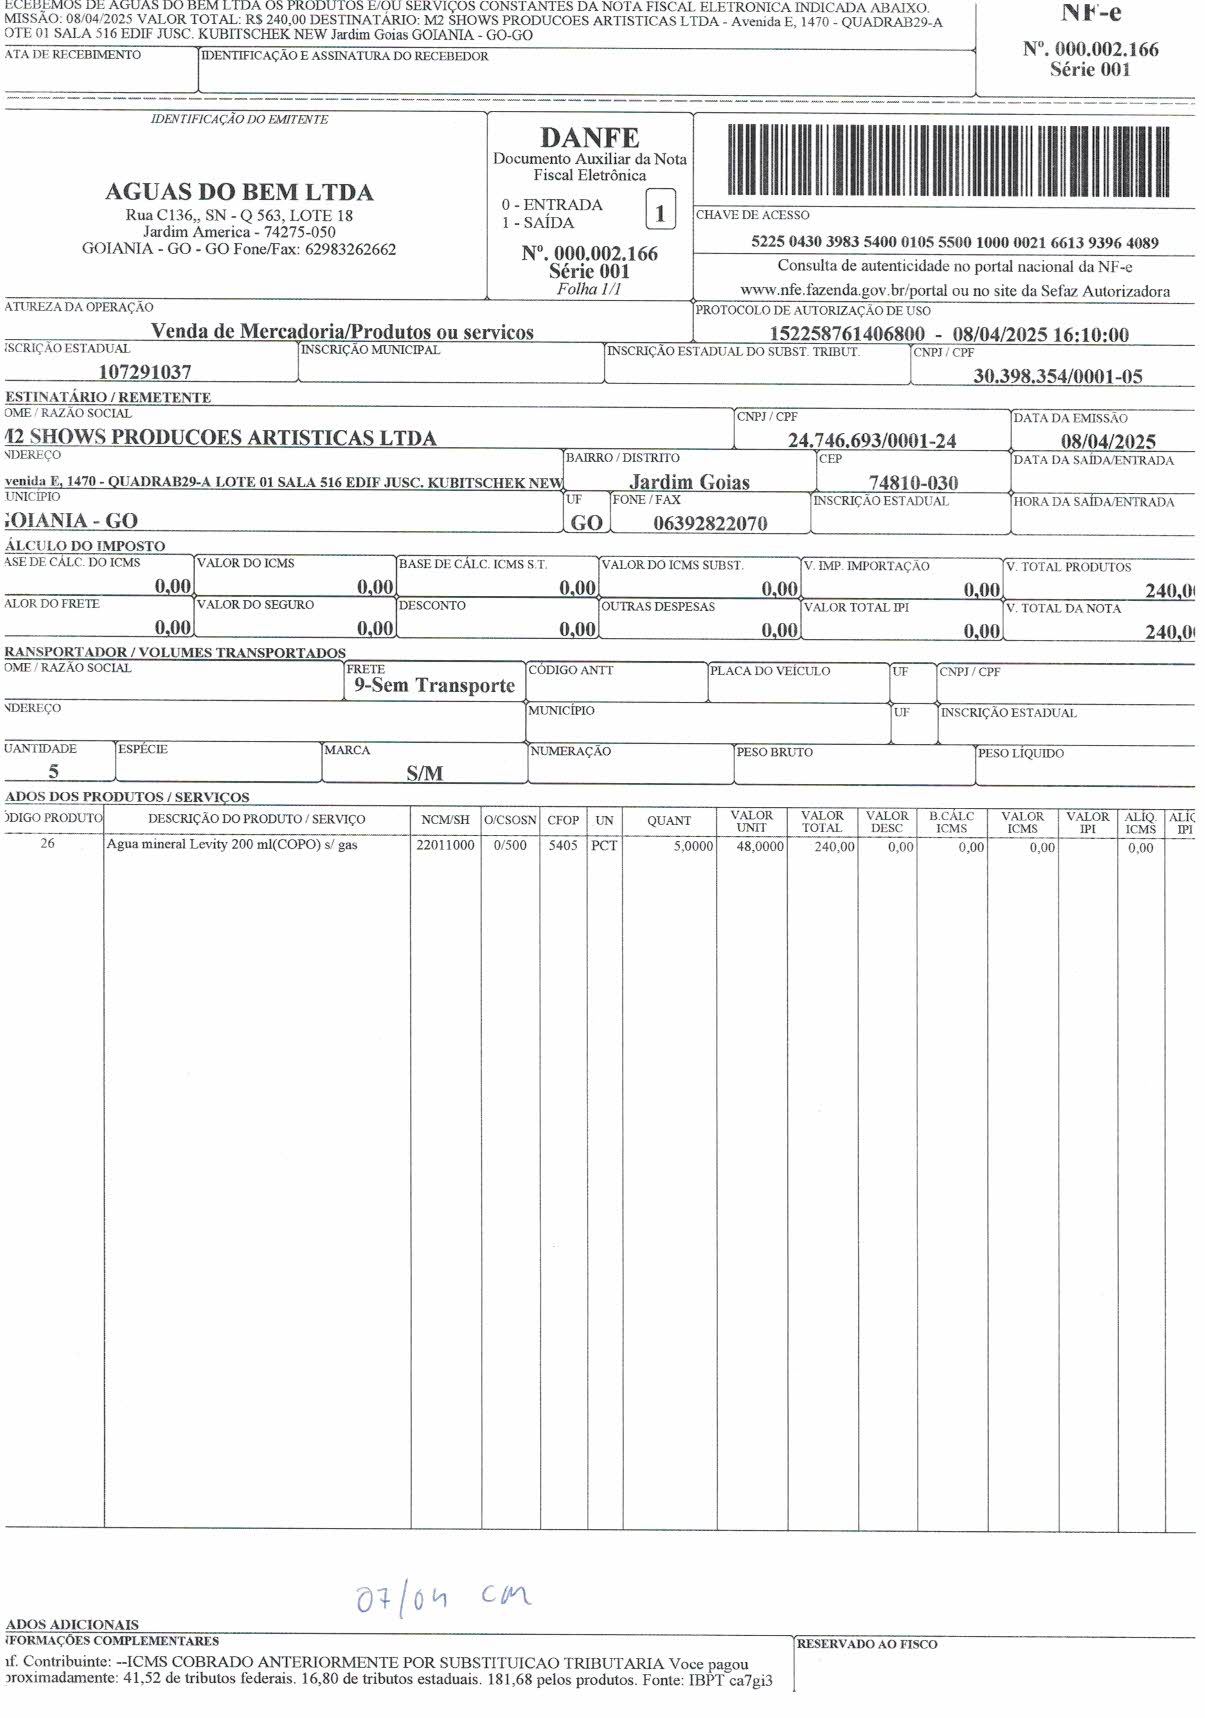 ECEBEMOS DE AGUAS DO BEM LTDA OS PRODUTOS E/OU SERVIÇOS CONSTANTES DA NOTA FISCAL ELETRONICA INDICADA ABAIXO.
MISSÃO: 08/04/2025 VALOR TOTAL: R$ 240,00 DESTINATÁRIO: M2 SHOWS PRODUCOES ARTISTICAS LTDA - Avenida E, 1470 - QUADRAB29-A
OTE 01 SALA 516 EDIF JUSC. KUBITSCHEK NEW Jardim Goias GOIANIA - GO-GO
NF-e
Nº. 000.002.166
Série 001
ATA DE RECEBIMENTO IDENTIFICAÇÃO E ASSINATURA DO RECEBEDOR
IDENTIFICAÇÃO DO EMITENTE
AGUAS DO BEM LTDA
Rua C136,, SN - Q 563, LOTE 18
Jardim America - 74275-050
GOIANIA - GO - GO Fone/Fax: 62983262662
DANFE
Documento Auxiliar da Nota
Fiscal Eletrônica
0 - ENTRADA
1 - SAÍDA
1
Nº. 000.002.166
Série 001
Folha 1/1
CHAVE DE ACESSO
5225 0430 3983 5400 0105 5500 1000 0021 6613 9396 4089
Consulta de autenticidade no portal nacional da NF-e
www.nfe.fazenda.gov.br/portal ou no site da Sefaz Autorizadora
ATUREZA DA OPERAÇÃO PROTOCOLO DE AUTORIZAÇÃO DE USO
Venda de Mercadoria/Produtos ou servicos 152258761406800 - 08/04/2025 16:10:00
ISCRIÇÃO ESTADUAL INSCRIÇÃO MUNICIPAL INSCRIÇÃO ESTADUAL DO SUBST. TRIBUT. CNPJ / CPF
107291037 30.398.354/0001-05
ESTINATÁRIO / REMETENTE
OME / RAZÃO SOCIAL CNPJ / CPF DATA DA EMISSÃO
M2 SHOWS PRODUCOES ARTISTICAS LTDA 24.746.693/0001-24 08/04/2025
NDEREÇO BAIRRO / DISTRITO CEP DATA DA SAÍDA/ENTRADA
venida E, 1470 - QUADRAB29-A LOTE 01 SALA 516 EDIF JUSC. KUBITSCHEK NEW Jardim Goias 74810-030
UNICÍPIO UF FONE / FAX INSCRIÇÃO ESTADUAL HORA DA SAÍDA/ENTRADA
GOIANIA - GO GO 06392822070
ÁLCULO DO IMPOSTO
ASE DE CÁLC. DO ICMS VALOR DO ICMS BASE DE CÁLC. ICMS S.T. VALOR DO ICMS SUBST. V. IMP. IMPORTAÇÃO V. TOTAL PRODUTOS
0,00 0,00 0,00 0,00 0,00 240,0
ALOR DO FRETE VALOR DO SEGURO DESCONTO OUTRAS DESPESAS VALOR TOTAL IPI V. TOTAL DA NOTA
0,00 0,00 0,00 0,00 0,00 240,0
RANSPORTADOR / VOLUMES TRANSPORTADOS
OME / RAZÃO SOCIAL FRETE CÓDIGO ANTT PLACA DO VEÍCULO UF CNPJ / CPF
9-Sem Transporte
NDEREÇO MUNICÍPIO UF INSCRIÇÃO ESTADUAL
UANTIDADE ESPÉCIE MARCA NUMERAÇÃO PESO BRUTO PESO LÍQUIDO
5 S/M
ADOS DOS PRODUTOS / SERVIÇOS
ÓDIGO PRODUTO DESCRIÇÃO DO PRODUTO / SERVIÇO NCM/SH O/CSOSN CFOP UN QUANT VALOR UNIT VALOR TOTAL VALOR DESC B.CÁLC ICMS VALOR ICMS VALOR IPI ALÍQ. ICMS ALÍQ IPI
26 Agua mineral Levity 200 ml(COPO) s/ gas 22011000 0/500 5405 PCT 5,0000 48,0000 240,00 0,00 0,00 0,00 0,00
07/04 cm
ADOS ADICIONAIS
NFORMAÇÕES COMPLEMENTARES RESERVADO AO FISCO
nf. Contribuinte: --ICMS COBRADO ANTERIORMENTE POR SUBSTITUICAO TRIBUTARIA Voce pagou
proximadamente: 41,52 de tributos federais. 16,80 de tributos estaduais. 181,68 pelos produtos. Fonte: IBPT ca7gi3